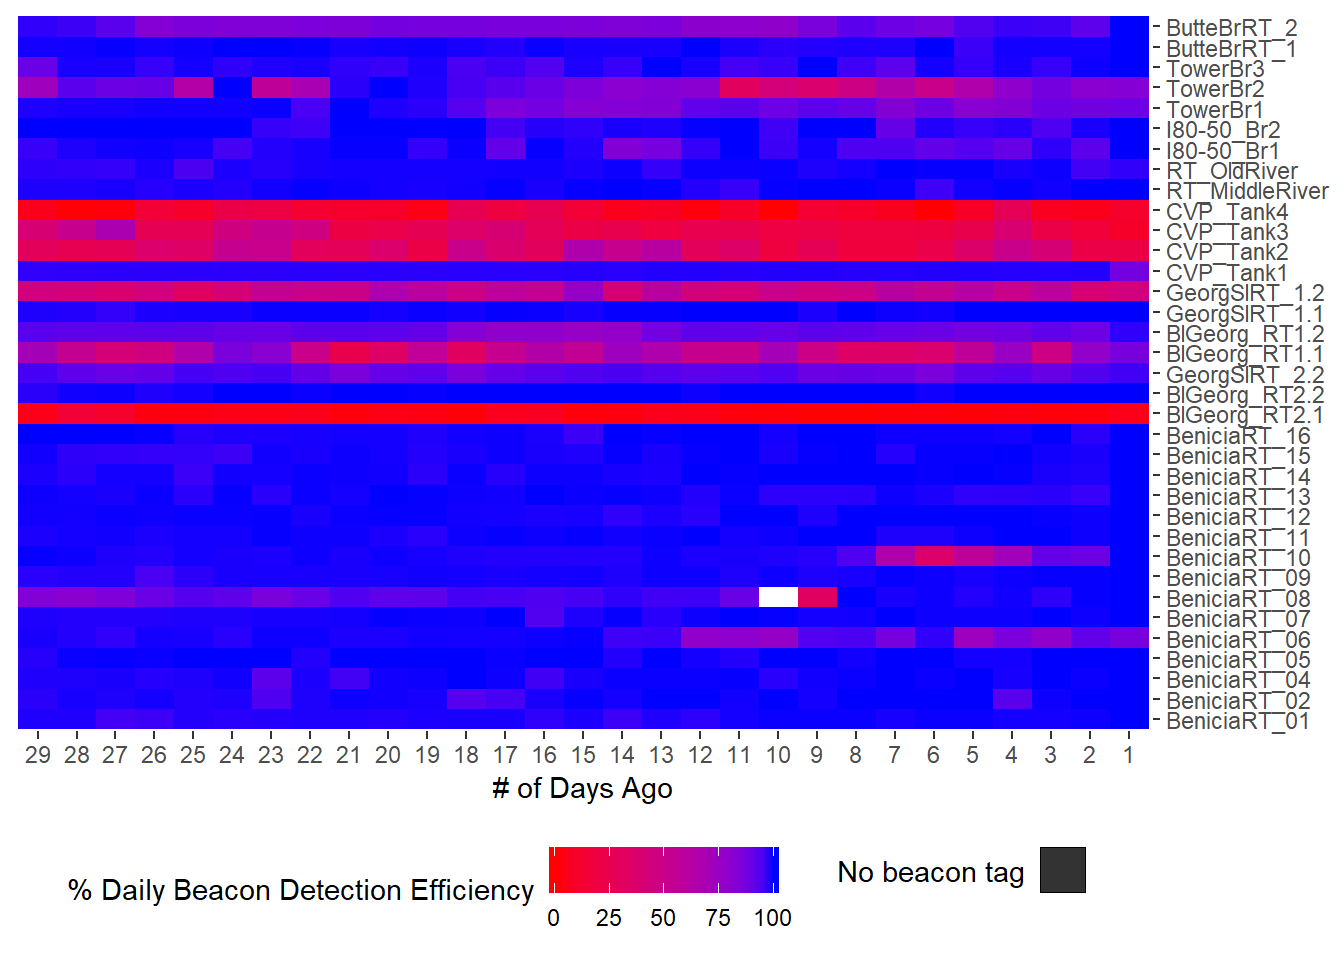 ButteBrRT_2
ButteBrRT_1
TowerBr3
TowerBr2
TowerBr1
I80-50_Br2
I80-50_Br1
RT_OldRiver
RT_MiddleRiver
CVP_Tank4
CVP_Tank3
CVP_Tank2
CVP_Tank1
GeorgSlRT_1.2
GeorgSlRT_1.1
BlGeorg_RT1.2
BlGeorg_RT1.1
GeorgSlRT_2.2
BlGeorg_RT2.2
BlGeorg_RT2.1
BeniciaRT_16
BeniciaRT_15
BeniciaRT_14
BeniciaRT_13
BeniciaRT_12
BeniciaRT_11
BeniciaRT_10
BeniciaRT_09
BeniciaRT_08
BeniciaRT_07
BeniciaRT_06
BeniciaRT_05
BeniciaRT_04
BeniciaRT_02
BeniciaRT_01
29 28 27 26 25 24 23 22 21 20 19 18 17 16 15 14 13 12 11 10 9 8 7 6 5 4 3 2 1
# of Days Ago
% Daily Beacon Detection Efficiency
0 25 50 75 100
No beacon tag